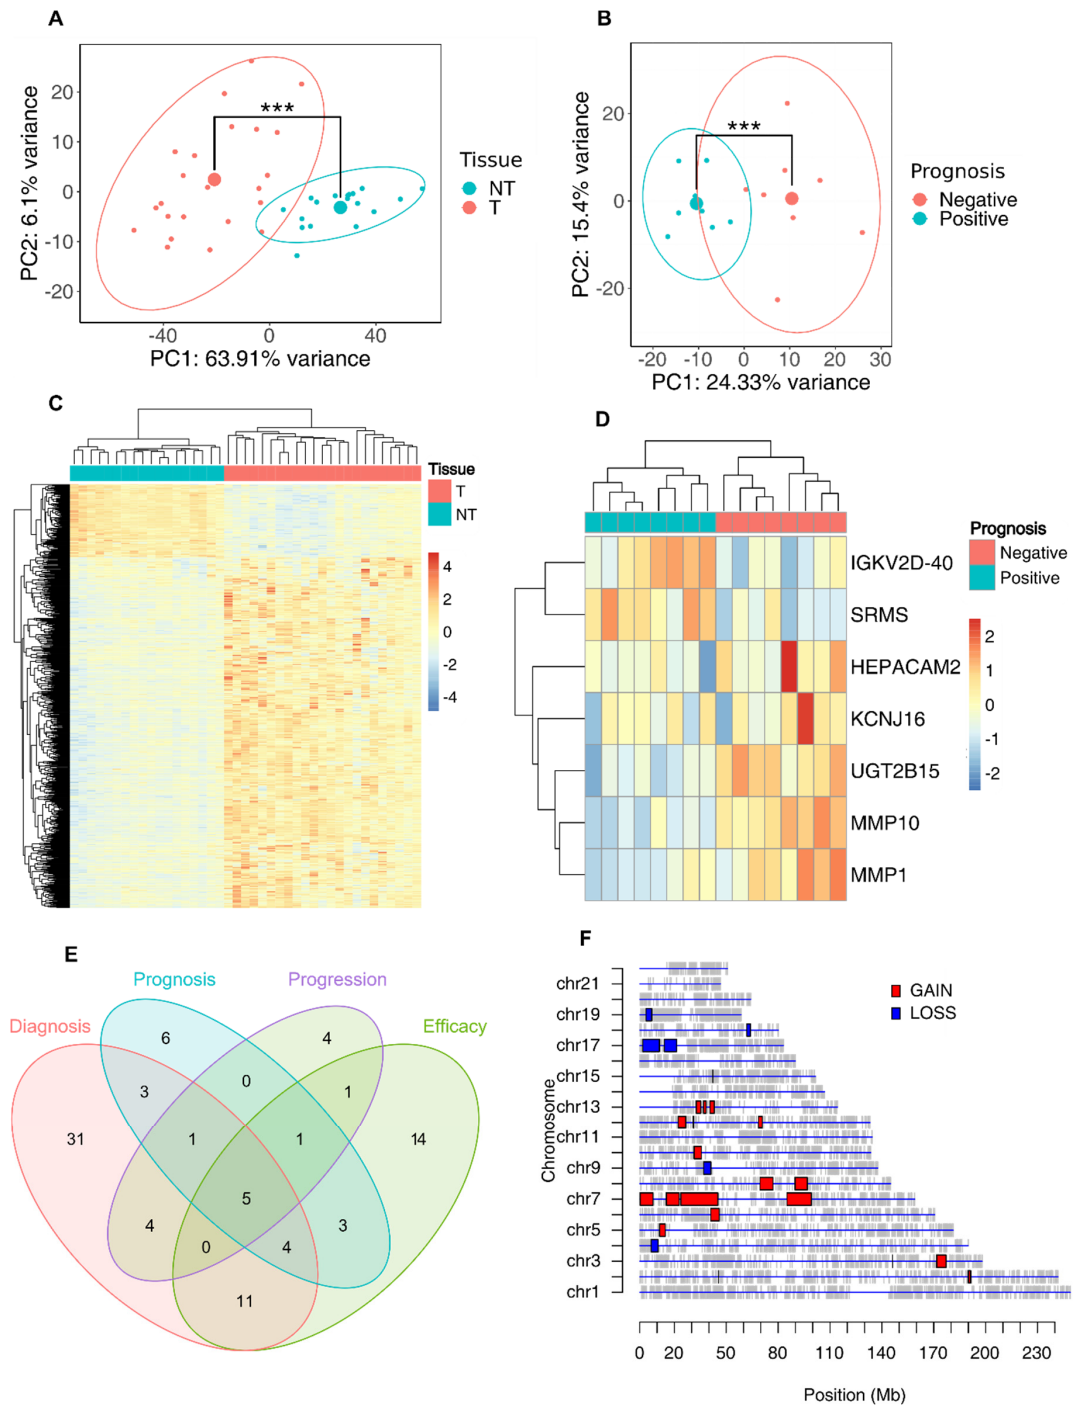 A
B
PC2: 6.1% variance
20
10
0
-10
-20
***
-40
0
40
PC1: 63.91% variance
Tissue
NT
T
PC2: 15.4% variance
20
0
-20
***
-20
-10
0
10
20
30
PC1: 24.33% variance
Prognosis
Negative
Positive
C
Tissue
T
NT
4
2
0
-2
-4
D
IGKV2D-40
SRMS
HEPACAM2
KCNJ16
UGT2B15
MMP10
MMP1
Prognosis
Negative
Positive
2
1
0
-1
-2
E
Prognosis
Progression
Diagnosis
Efficacy
6
4
3
0
1
31
1
1
14
5
4
0
4
3
11
F
GAIN
LOSS
Chromosome
chr21
chr19
chr17
chr15
chr13
chr11
chr9
chr7
chr5
chr3
chr1
0
20
50
80
110
140
170
200
230
Position (Mb)